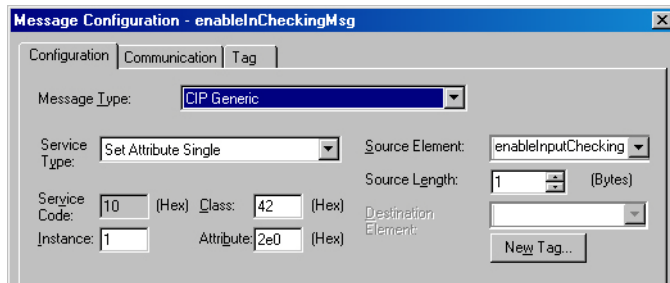 Message Configuration - enableInCheckingMsg
Configuration Communication Tag
Message Type: CIP Generic
Service Type: Set Attribute Single
Source Element: enableInputChecking
Source Length: 1 (Bytes)
Service Code: 10 (Hex) Class: 42 (Hex)
Destination Element:
Instance: 1 Attribute: 2e0 (Hex)
New Tag...